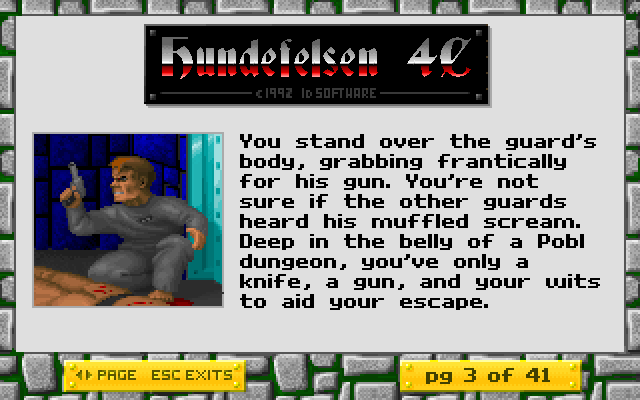 Hundefelsen 4C
©1992 ID SOFTWARE
You stand over the guard's
body, grabbing frantically
for his gun. You're not
sure if the other guards
heard his muffled scream.
Deep in the belly of a Pobl
dungeon, you've only a
knife, a gun, and your wits
to aid your escape.
PAGE ESC EXITS
pg 3 of 41